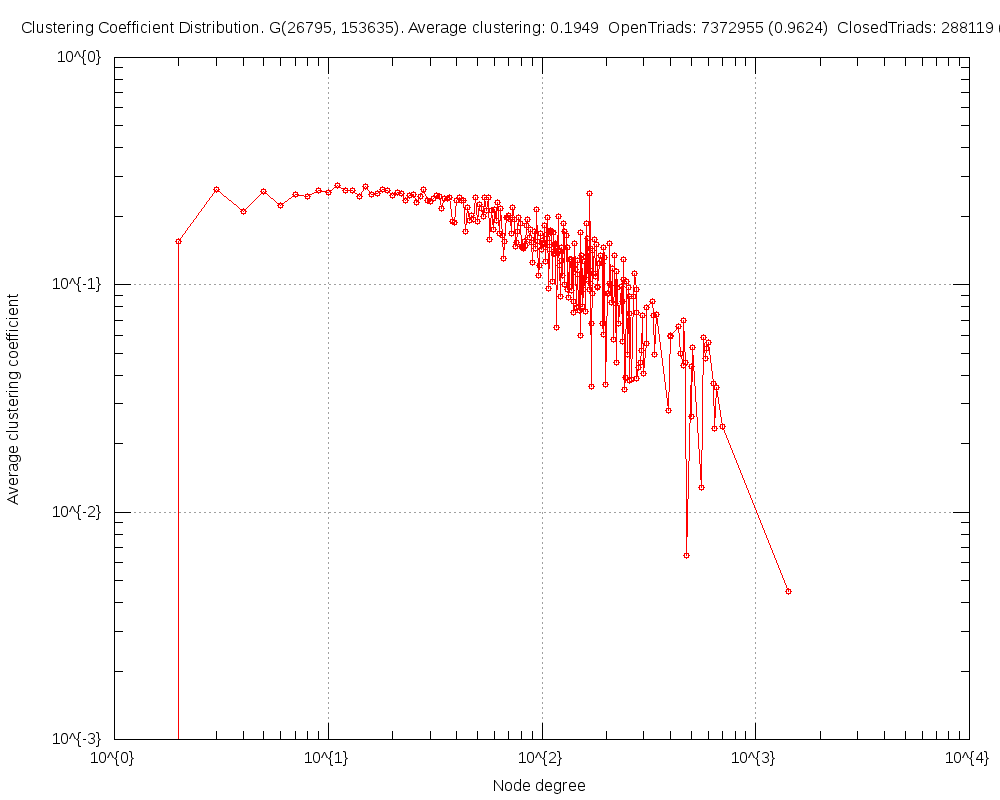 Clustering Coefficient Distribution. G(26795, 153635). Average clustering: 0.1949  OpenTriads: 7372955 (0.9624)  ClosedTriads: 288119 (
10^{0}
10^{-1}
10^{-2}
10^{-3}
Average clustering coefficient
10^{0} 10^{1} 10^{2} 10^{3} 10^{4}
Node degree